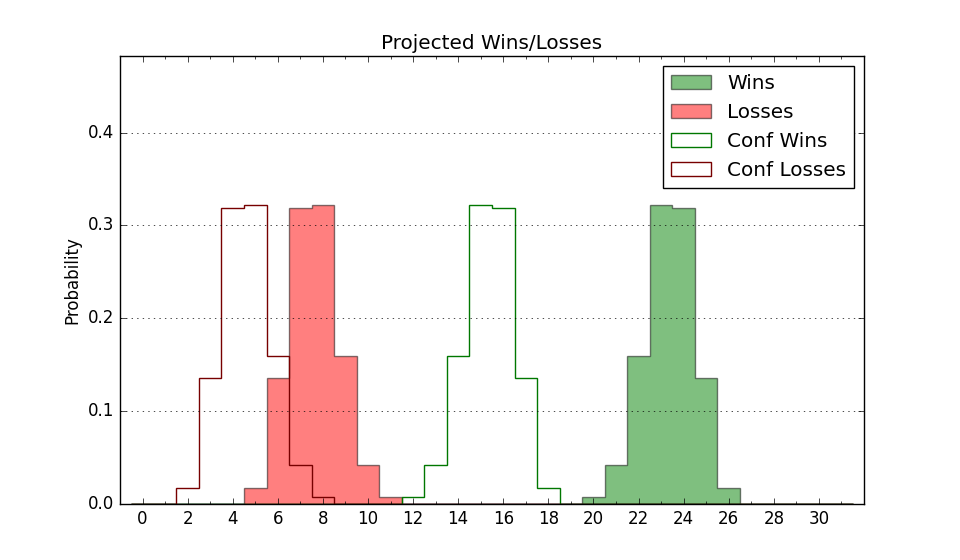 Projected Wins/Losses
Wins
Losses
Conf Wins
Conf Losses
Probability
0.4
0.3
0.2
0.1
0.0
0 2 4 6 8 10 12 14 16 18 20 22 24 26 28 30